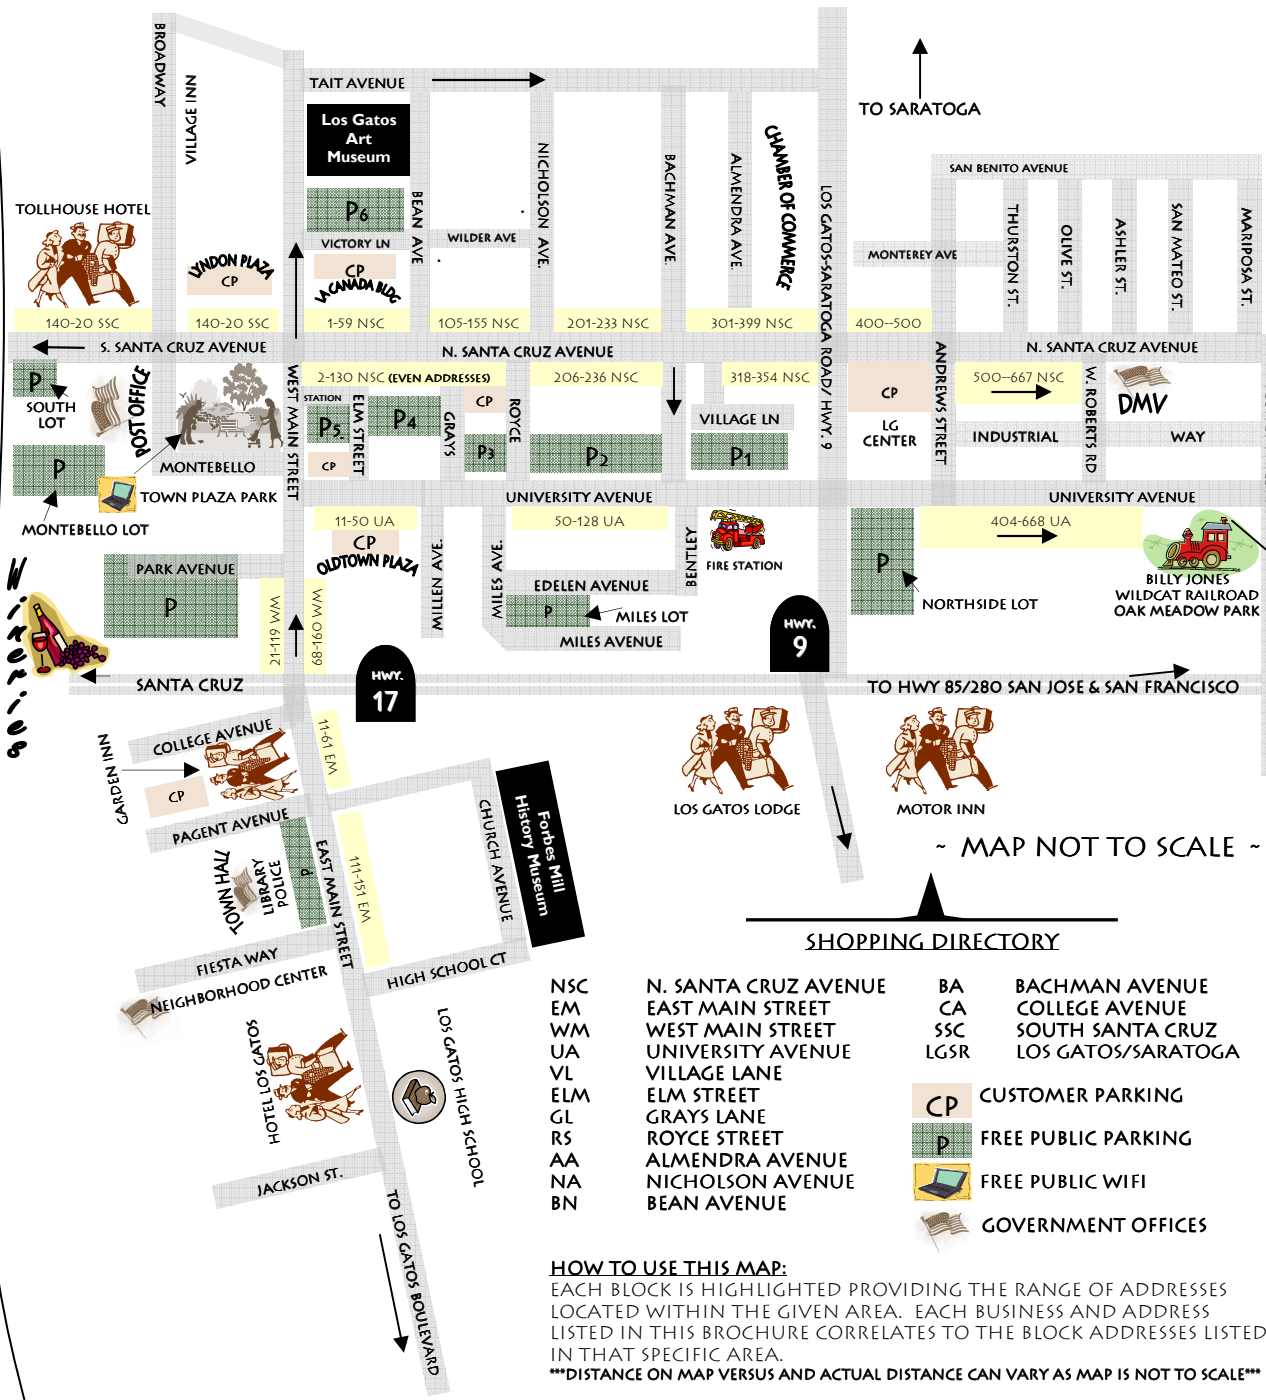 BROADWAY
VILLAGE INN
TAIT AVENUE
TO SARATOGA
Los Gatos
Art
Museum
BEAN AVE
NICHOLSON AVE.
BACHMAN AVE.
ALMENDRA AVE.
CHAMBER OF COMMERCE
LOS GATOS-SARATOGA ROAD/ HWY. 9
SAN BENITO AVENUE
THURSTON ST.
OLIVE ST.
ASHLER ST.
SAN MATEO ST.
MARIPOSA ST.
TOLLHOUSE HOTEL
P6
VICTORY LN
WILDER AVE
MONTEREY AVE
LYNDON PLAZA
CP
CP
LA CANADA BLDG
140-20 SSC
140-20 SSC
1-59 NSC
105-155 NSC
201-233 NSC
301-399 NSC
400--500
S. SANTA CRUZ AVENUE
N. SANTA CRUZ AVENUE
N. SANTA CRUZ AVENUE
2-130 NSC (EVEN ADDRESSES)
206-236 NSC
318-354 NSC
500--667 NSC
P
SOUTH
LOT
POST OFFICE
WEST MAIN STREET
STATION
P5.
CP
ELM STREET
P4
GRAYS
CP
P3
ROYCE
P2
VILLAGE LN
P1
CP
LG
CENTER
ANDREWS STREET
INDUSTRIAL
W. ROBERTS RD
DMV
WAY
P
MONTEBELLO
TOWN PLAZA PARK
MONTEBELLO LOT
UNIVERSITY AVENUE
UNIVERSITY AVENUE
11-50 UA
CP
OLDTOWN PLAZA
50-128 UA
404-668 UA
MILLEN AVE.
MILES AVE.
BENTLEY
FIRE STATION
EDELEN AVENUE
P
MILES LOT
MILES AVENUE
P
NORTHSIDE LOT
BILLY JONES
WILDCAT RAILROAD
OAK MEADOW PARK
PARK AVENUE
P
Wineries
21-119 WM
68-160 WM
HWY.
9
HWY.
17
SANTA CRUZ
TO HWY 85/280 SAN JOSE & SAN FRANCISCO
COLLEGE AVENUE
GARDEN INN
CP
PAGENT AVENUE
11-61 EM
111-151 EM
EAST MAIN STREET
P
TOWN HALL
LIBRARY
POLICE
CHURCH AVENUE
Forbes Mill
History Museum
LOS GATOS LODGE
MOTOR INN
~ MAP NOT TO SCALE ~
FIESTA WAY
NEIGHBORHOOD CENTER
HIGH SCHOOL CT
HOTEL LOS GATOS
LOS GATOS HIGH SCHOOL
JACKSON ST.
TO LOS GATOS BOULEVARD
SHOPPING DIRECTORY
NSC N. SANTA CRUZ AVENUE
EM EAST MAIN STREET
WM WEST MAIN STREET
UA UNIVERSITY AVENUE
VL VILLAGE LANE
ELM ELM STREET
GL GRAYS LANE
RS ROYCE STREET
AA ALMENDRA AVENUE
NA NICHOLSON AVENUE
BN BEAN AVENUE
BA BACHMAN AVENUE
CA COLLEGE AVENUE
SSC SOUTH SANTA CRUZ
LGSR LOS GATOS/SARATOGA
CP CUSTOMER PARKING
P FREE PUBLIC PARKING
FREE PUBLIC WIFI
GOVERNMENT OFFICES
HOW TO USE THIS MAP:
EACH BLOCK IS HIGHLIGHTED PROVIDING THE RANGE OF ADDRESSES
LOCATED WITHIN THE GIVEN AREA. EACH BUSINESS AND ADDRESS
LISTED IN THIS BROCHURE CORRELATES TO THE BLOCK ADDRESSES LISTED
IN THAT SPECIFIC AREA.
***DISTANCE ON MAP VERSUS AND ACTUAL DISTANCE CAN VARY AS MAP IS NOT TO SCALE***